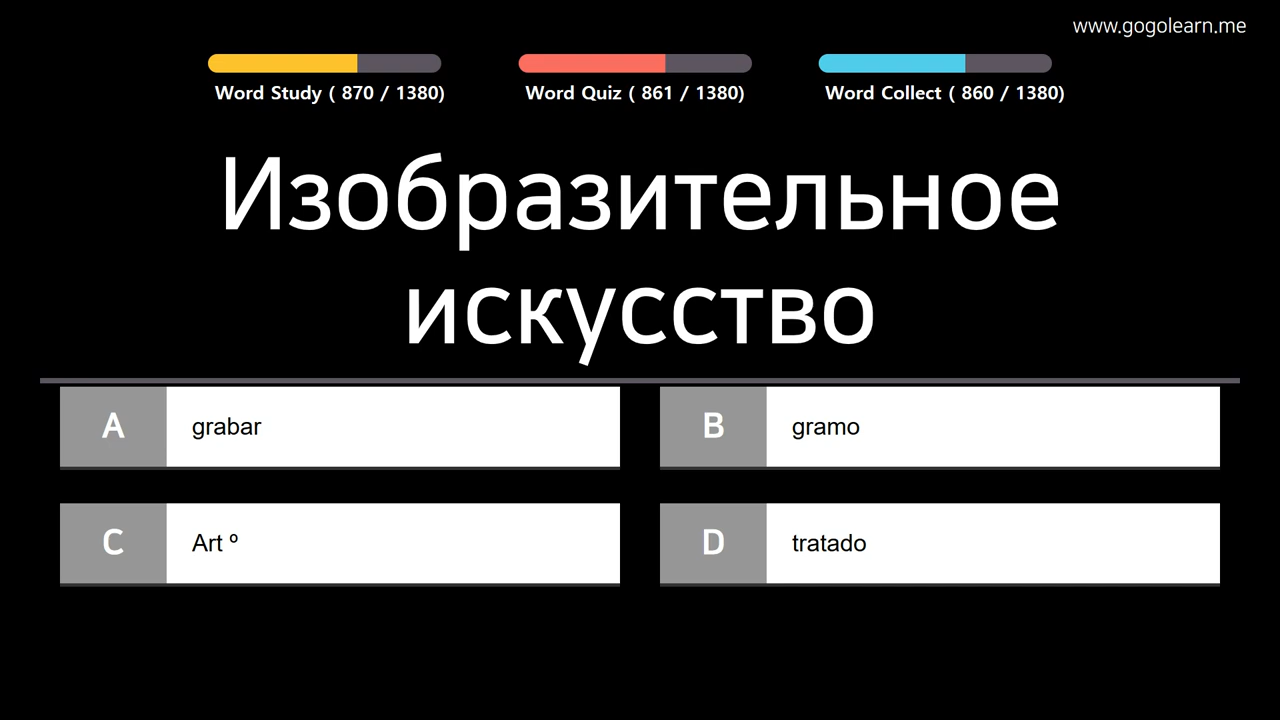 www.gogolearn.me
Word Study ( 870 / 1380)
Word Quiz ( 861 / 1380)
Word Collect ( 860 / 1380)
Изобразительное
искусство
A grabar
B gramo
C Art º
D tratado